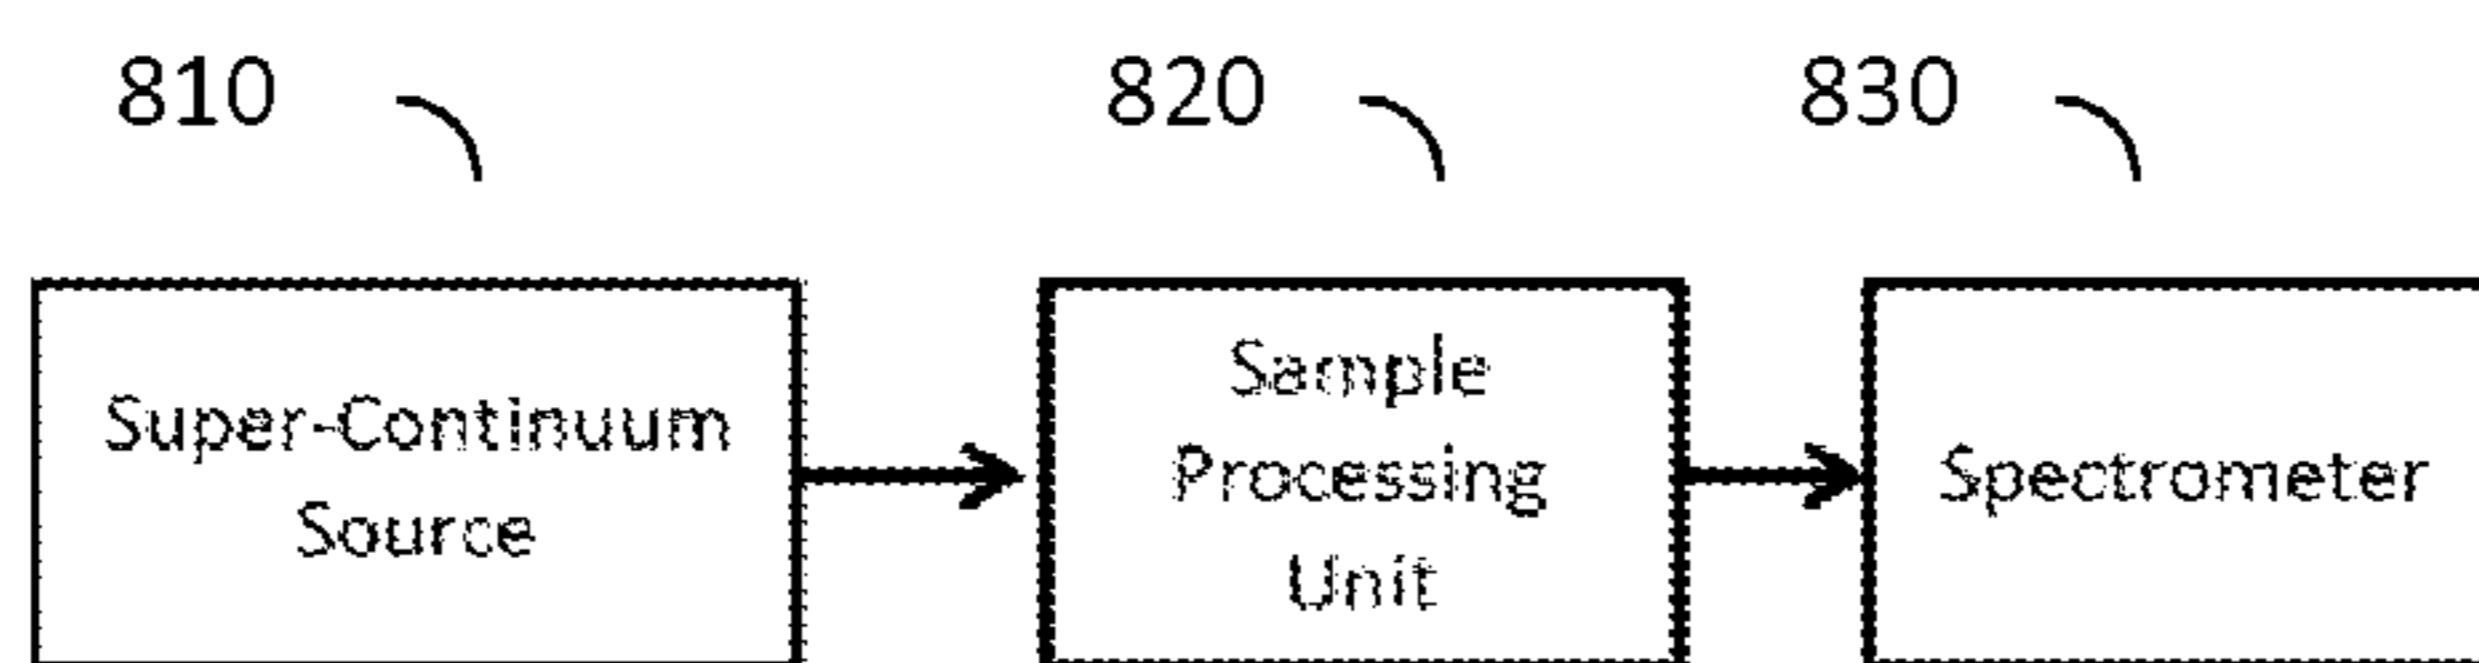 810
820
830
Super-Continuum
Source
Sample
Processing
Unit
Spectrometer